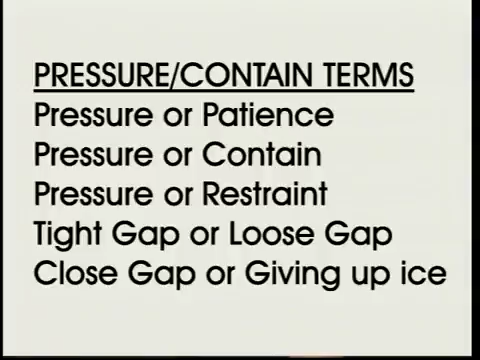 PRESSURE/CONTAIN TERMS
Pressure or Patience
Pressure or Contain
Pressure or Restraint
Tight Gap or Loose Gap
Close Gap or Giving up ice